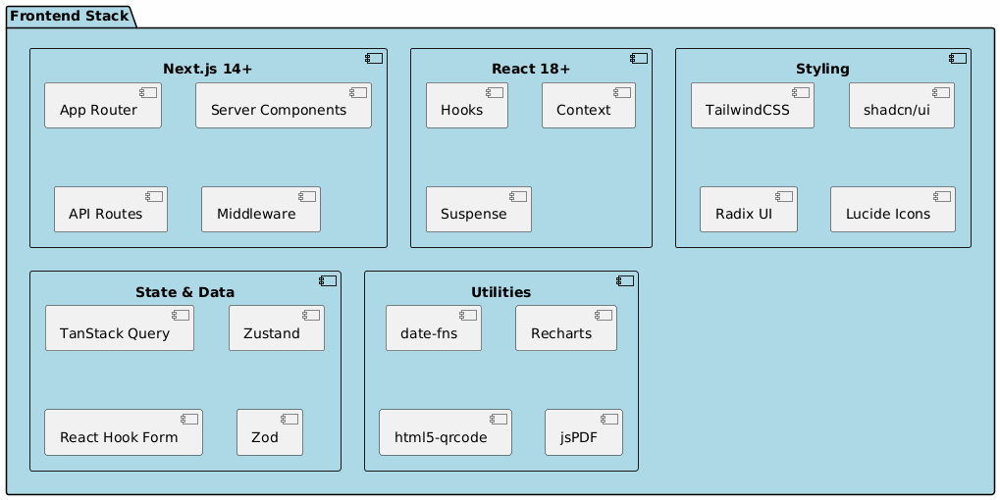 Frontend Stack
Next.js 14+
App Router
Server Components
API Routes
Middleware
React 18+
Hooks
Context
Suspense
Styling
TailwindCSS
shadcn/ui
Radix UI
Lucide Icons
State & Data
TanStack Query
Zustand
React Hook Form
Zod
Utilities
date-fns
Recharts
html5-qrcode
jsPDF